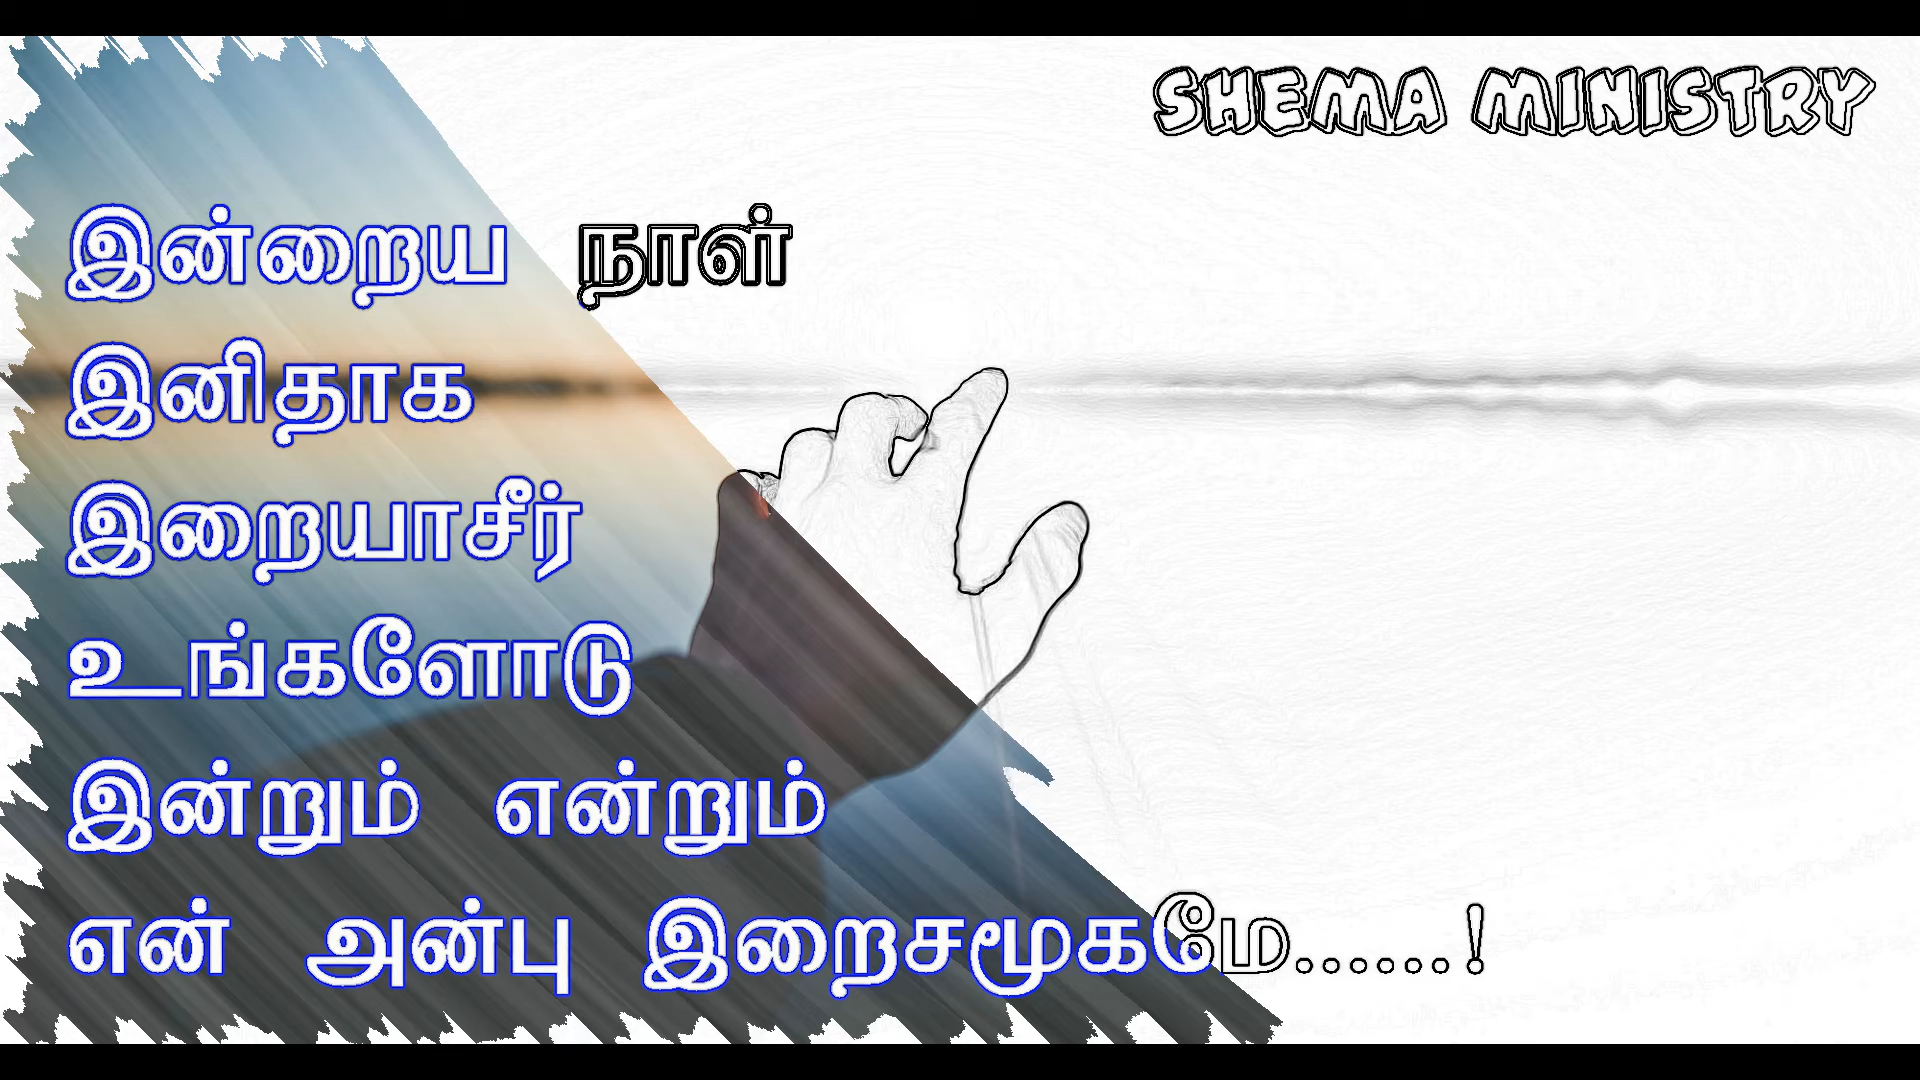 SHEMA MINISTRY
இன்றைய நாள்
இனிதாக
இறையாசீர்
உங்களோடு
இன்றும் என்றும்
என் அன்பு இறைசமூகமே......!